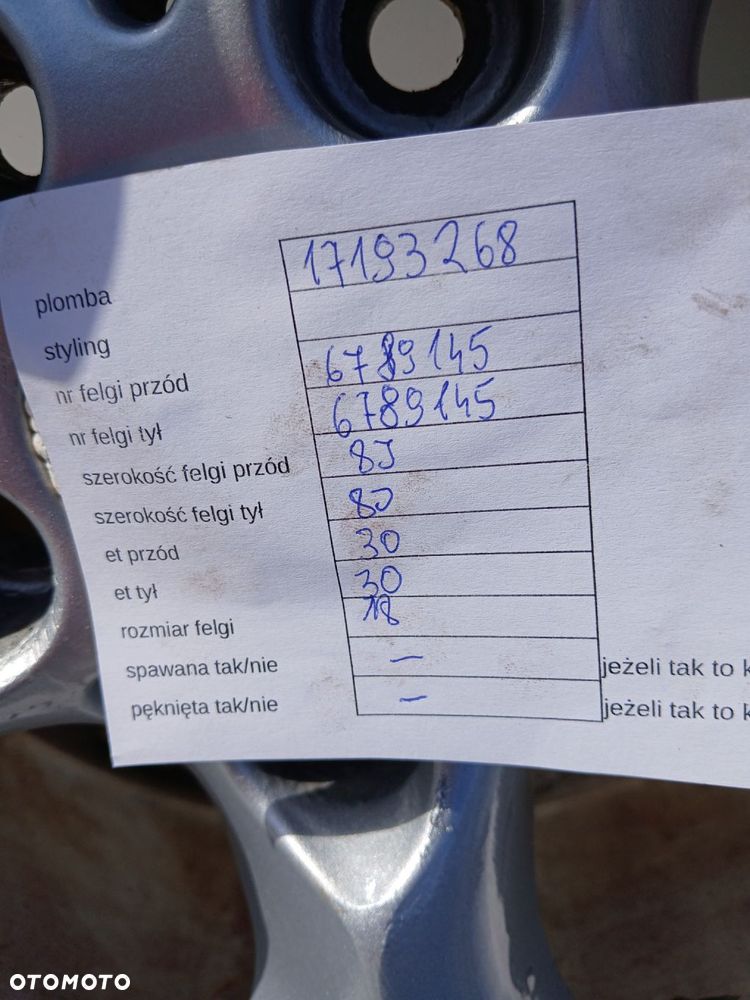 plomba 17193268
styling
nr felgi przód 6789145
nr felgi tył 6789145
szerokość felgi przód 8J
szerokość felgi tył 8J
et przód 30
et tył 30
rozmiar felgi 18
spawana tak/nie — jeżeli tak to k
pęknięta tak/nie — jeżeli tak to k
OTOMOTO